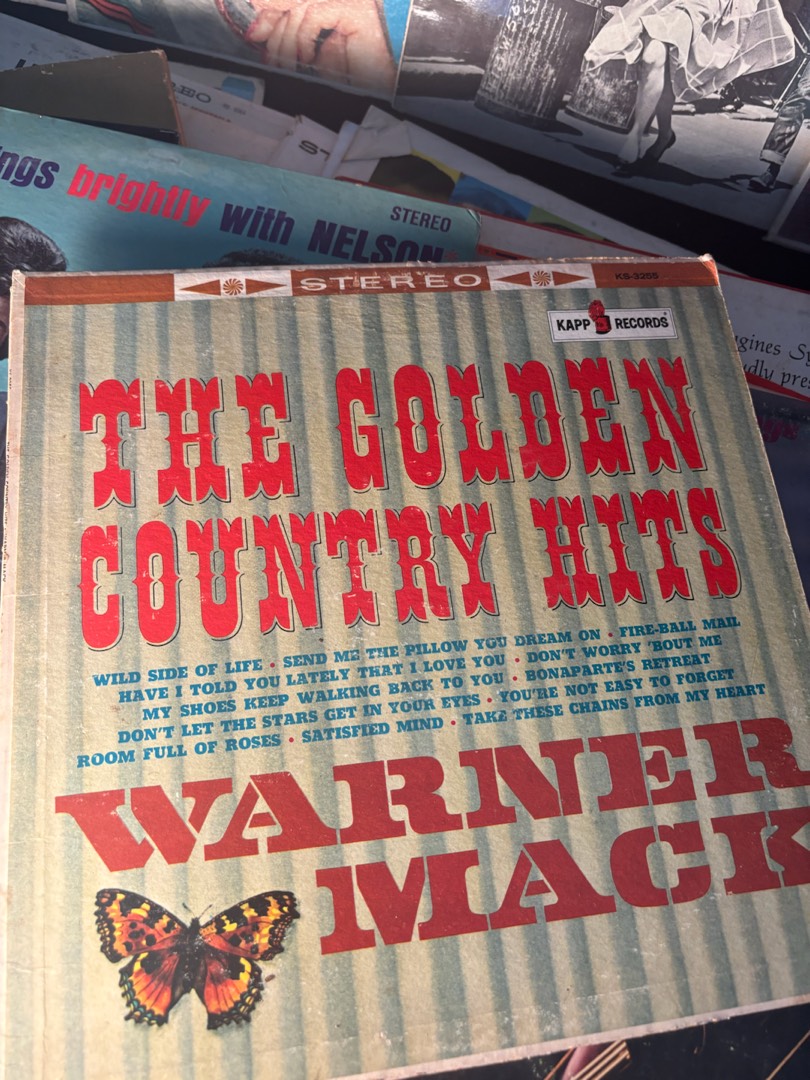 STEREO
brightly with NELSON
STEREO
KS-3255
KAPP RECORDS
THE GOLDEN
COUNTRY HITS
WILD SIDE OF LIFE • SEND ME THE PILLOW YOU DREAM ON • FIRE-BALL MAIL
HAVE I TOLD YOU LATELY THAT I LOVE YOU • DON'T WORRY 'BOUT ME
MY SHOES KEEP WALKING BACK TO YOU • BONAPARTE'S RETREAT
DON'T LET THE STARS GET IN YOUR EYES • YOU'RE NOT EASY TO FORGET
ROOM FULL OF ROSES • SATISFIED MIND • TAKE THESE CHAINS FROM MY HEART
WARNER
MACK